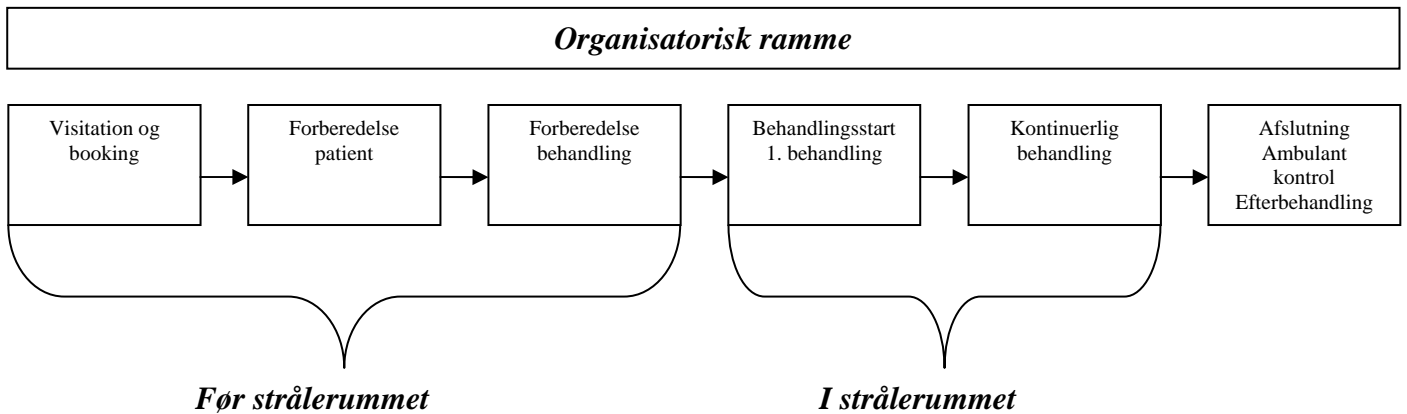 Organisatorisk ramme
Visitation og
booking
Forberedelse
patient
Forberedelse
behandling
Behandlingsstart
1. behandling
Kontinuerlig
behandling
Afslutning
Ambulant
kontrol
Efterbehandling
Før strålerummet
I strålerummet